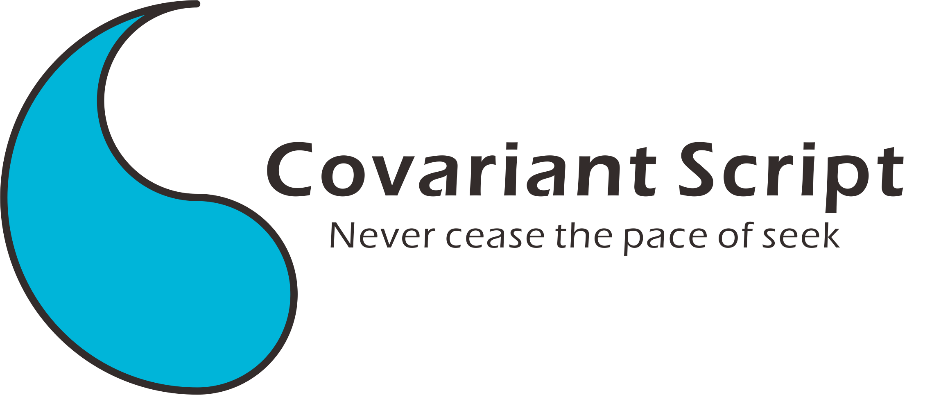 Covariant Script
Never cease the pace of seek